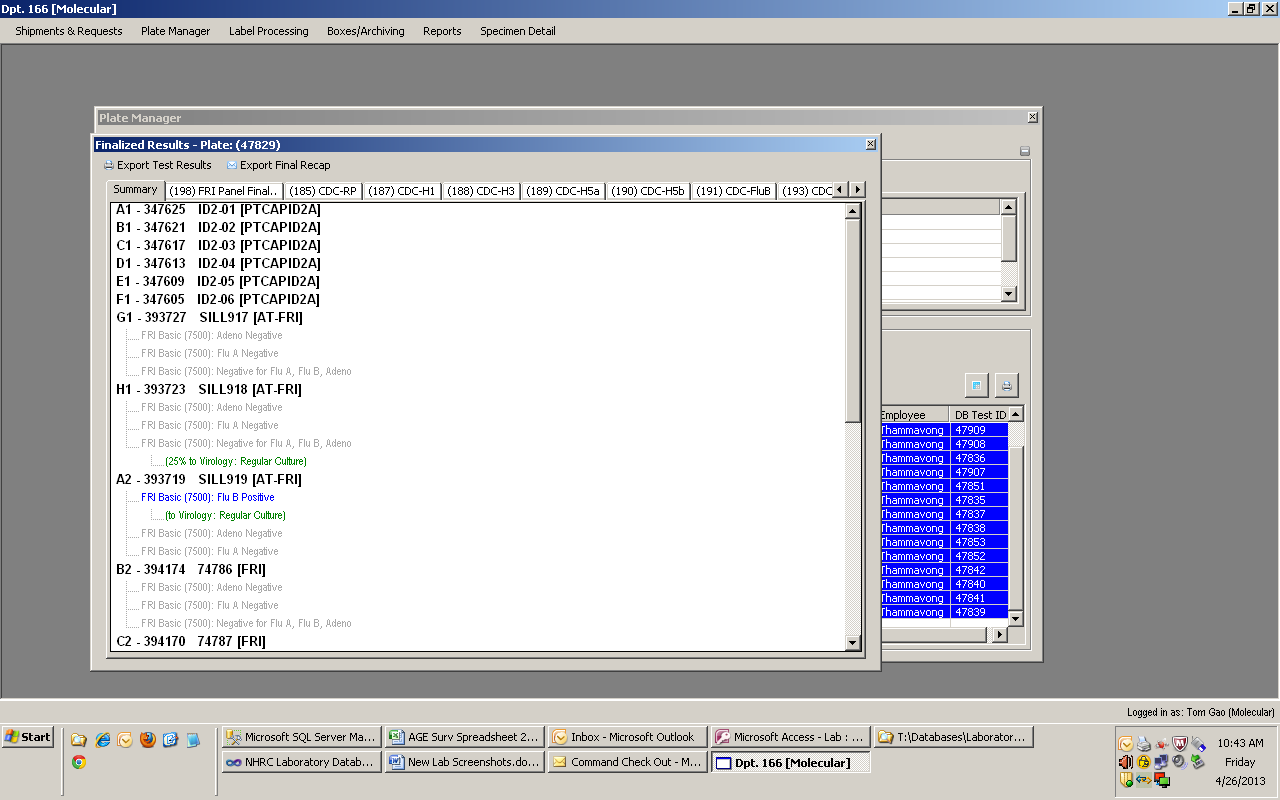 Dpt. 166 [Molecular]
Shipments & Requests Plate Manager Label Processing Boxes/Archiving Reports Specimen Detail
Plate Manager
Finalized Results - Plate: (47829)
Export Test Results Export Final Recap
Summary (198) FRI Panel Final.. (185) CDC-RP (187) CDC-H1 (188) CDC-H3 (189) CDC-H5a (190) CDC-H5b (191) CDC-FluB (193) CDC
A1 - 347625 ID2-01 [PTCAPID2A]
B1 - 347621 ID2-02 [PTCAPID2A]
C1 - 347617 ID2-03 [PTCAPID2A]
D1 - 347613 ID2-04 [PTCAPID2A]
E1 - 347609 ID2-05 [PTCAPID2A]
F1 - 347605 ID2-06 [PTCAPID2A]
G1 - 393727 SILL917 [AT-FRI]
FRI Basic (7500): Adeno Negative
FRI Basic (7500): Flu A Negative
FRI Basic (7500): Negative for Flu A, Flu B, Adeno
H1 - 393723 SILL918 [AT-FRI]
FRI Basic (7500): Adeno Negative
FRI Basic (7500): Flu A Negative
FRI Basic (7500): Negative for Flu A, Flu B, Adeno
(25% to Virology: Regular Culture)
A2 - 393719 SILL919 [AT-FRI]
FRI Basic (7500): Flu B Positive
(to Virology: Regular Culture)
FRI Basic (7500): Adeno Negative
FRI Basic (7500): Flu A Negative
B2 - 394174 74786 [FRI]
FRI Basic (7500): Adeno Negative
FRI Basic (7500): Flu A Negative
FRI Basic (7500): Negative for Flu A, Flu B, Adeno
C2 - 394170 74787 [FRI]
Employee DB Test ID
Thammavong 47909
Thammavong 47908
Thammavong 47836
Thammavong 47907
Thammavong 47851
Thammavong 47835
Thammavong 47837
Thammavong 47838
Thammavong 47853
Thammavong 47852
Thammavong 47842
Thammavong 47840
Thammavong 47841
Thammavong 47839
Logged in as: Tom Gao (Molecular)
Start
Microsoft SQL Server Ma... AGE Surv Spreadsheet 2... Inbox - Microsoft Outlook Microsoft Access - Lab : ... T:\Databases\Laborator...
NHRC Laboratory Datab... New Lab Screenshots.do... Command Check Out - M... Dpt. 166 [Molecular]
10:43 AM
Friday
4/26/2013